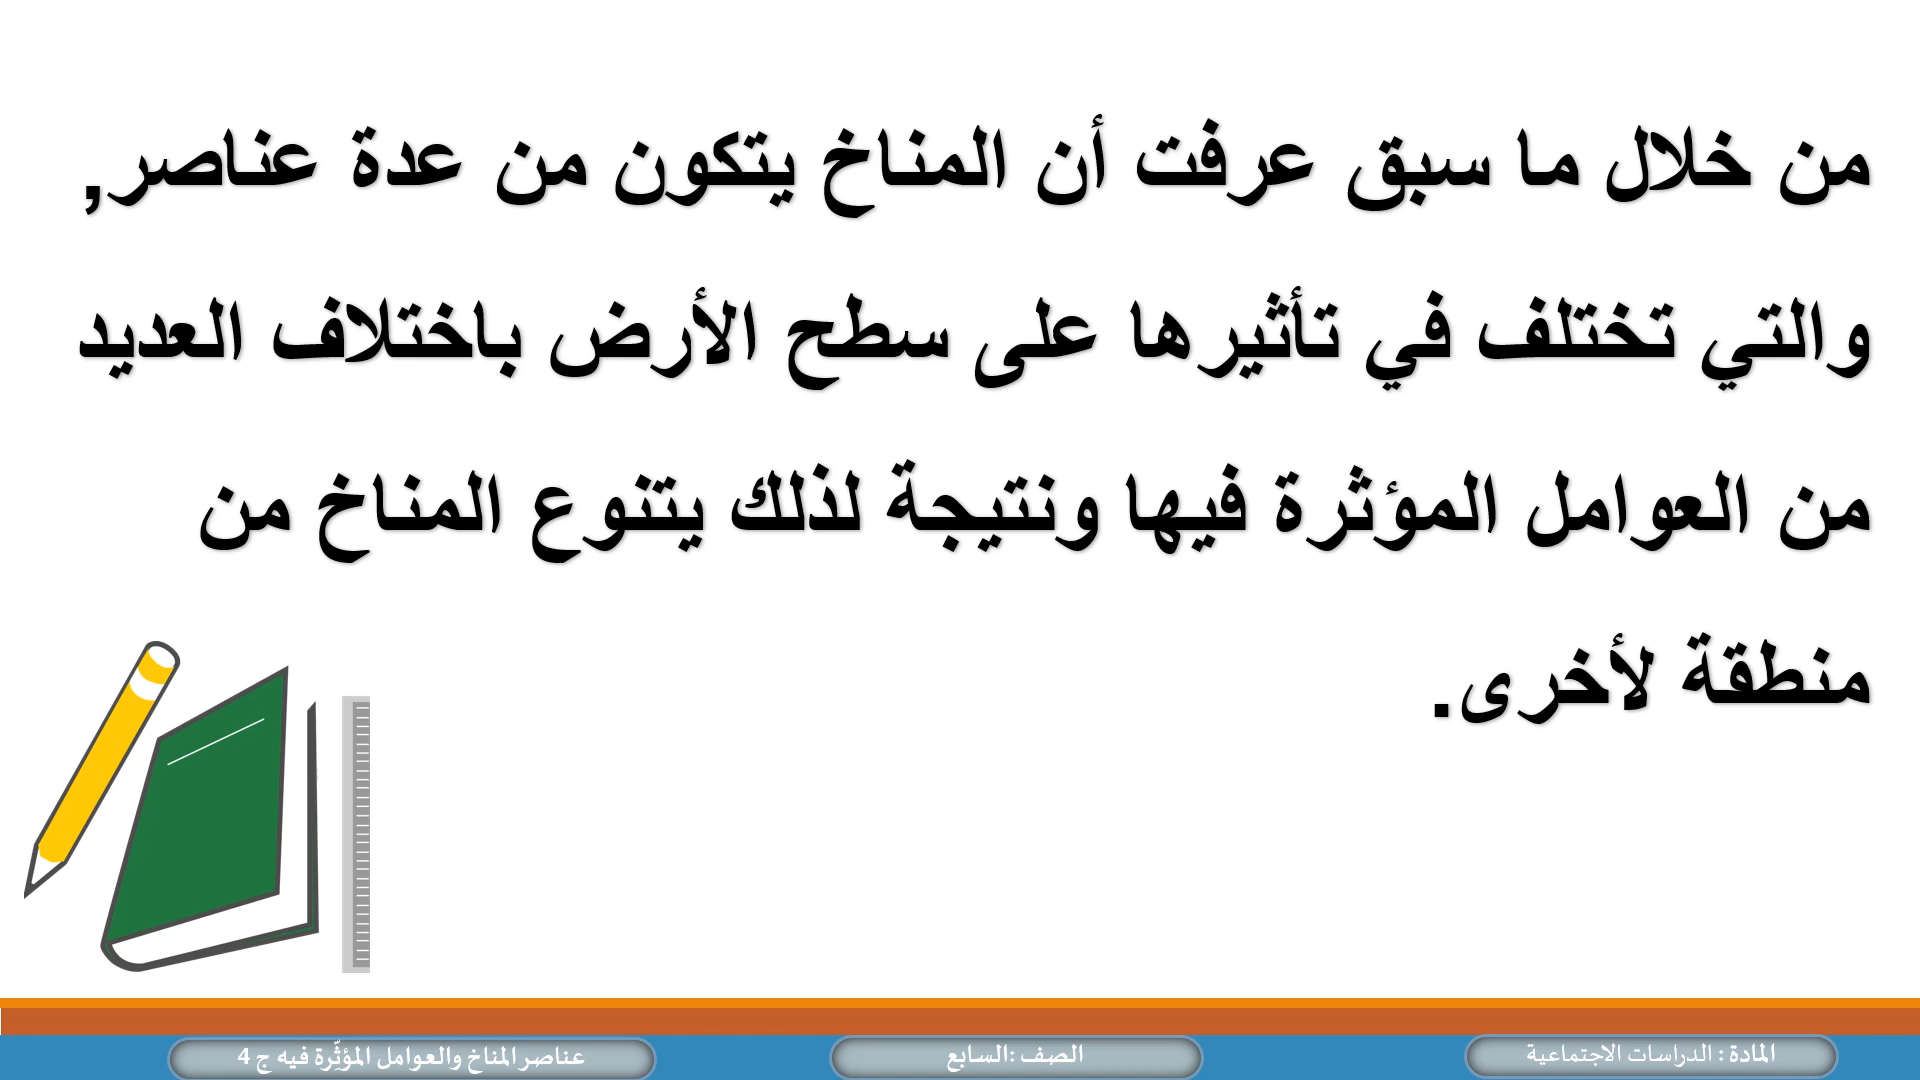 من خلال ما سبق عرفت أن المناخ يتكون من عدة عناصر,
والتي تختلف في تأثيرها على سطح الأرض باختلاف العديد
من العوامل المؤثرة فيها ونتيجة لذلك يتنوع المناخ من
منطقة لأخرى.
المادة : الدراسات الاجتماعية
الصف :السابع
عناصر المناخ والعوامل المؤثِّرة فيه ج 4